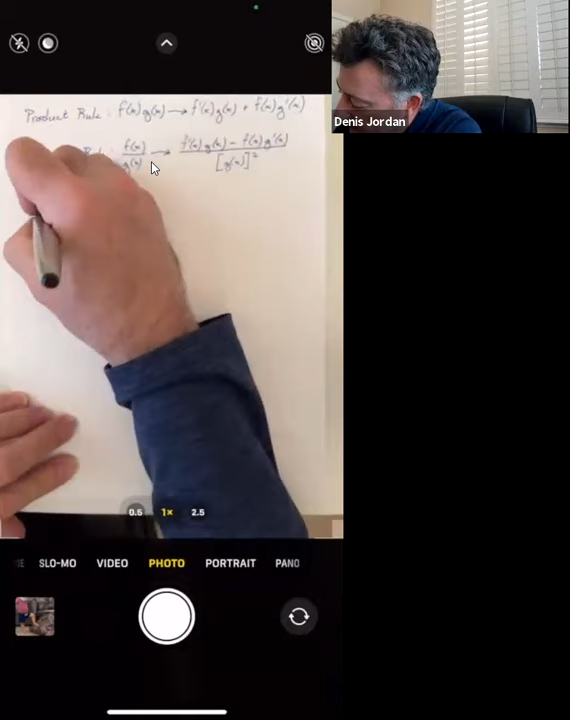 Denis Jordan
Product Rule: f(x)g(x) → f'(x)g(x) + f(x)g'(x)
f(x)/g(x) → f'(x)g(x) - f(x)g'(x)/[g(x)]²
0.5 1× 2.5
SLO-MO VIDEO PHOTO PORTRAIT PANO